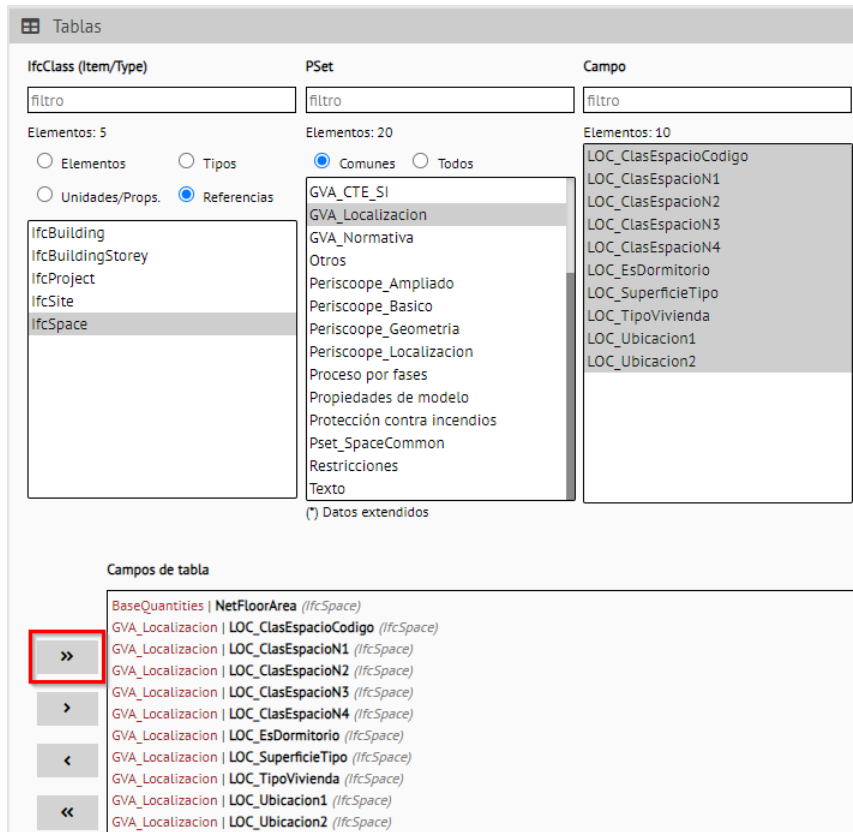 Tablas
IfcClass (Item/Type)
filtro
Elementos: 5
Elementos
Tipos
Unidades/Props.
Referencias
IfcBuilding
IfcBuildingStorey
IfcProject
IfcSite
IfcSpace
PSet
filtro
Elementos: 20
Comunes
Todos
GVA_CTE_SI
GVA_Localizacion
GVA_Normativa
Otros
Periscoope_Ampliado
Periscoope_Basico
Periscoope_Geometria
Periscoope_Localizacion
Proceso por fases
Propiedades de modelo
Protección contra incendios
Pset_SpaceCommon
Restricciones
Texto
(*) Datos extendidos
Campo
filtro
Elementos: 10
LOC_ClasEspacioCodigo
LOC_ClasEspacioN1
LOC_ClasEspacioN2
LOC_ClasEspacioN3
LOC_ClasEspacioN4
LOC_EsDormitorio
LOC_SuperficieTipo
LOC_TipoVivienda
LOC_Ubicacion1
LOC_Ubicacion2
Campos de tabla
BaseQuantities | NetFloorArea (IfcSpace)
GVA_Localizacion | LOC_ClasEspacioCodigo (IfcSpace)
GVA_Localizacion | LOC_ClasEspacioN1 (IfcSpace)
GVA_Localizacion | LOC_ClasEspacioN2 (IfcSpace)
GVA_Localizacion | LOC_ClasEspacioN3 (IfcSpace)
GVA_Localizacion | LOC_ClasEspacioN4 (IfcSpace)
GVA_Localizacion | LOC_EsDormitorio (IfcSpace)
GVA_Localizacion | LOC_SuperficieTipo (IfcSpace)
GVA_Localizacion | LOC_TipoVivienda (IfcSpace)
GVA_Localizacion | LOC_Ubicacion1 (IfcSpace)
GVA_Localizacion | LOC_Ubicacion2 (IfcSpace)